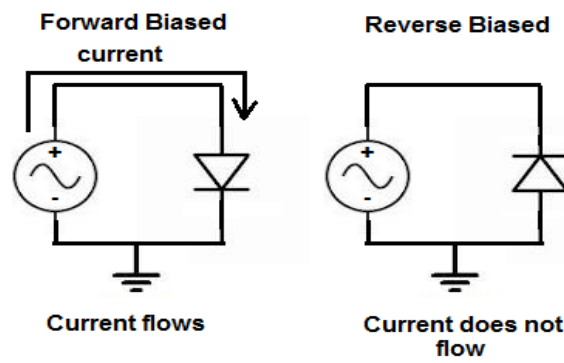 Forward Biased
current
+
-
Current flows
Reverse Biased
+
-
Current does not
flow